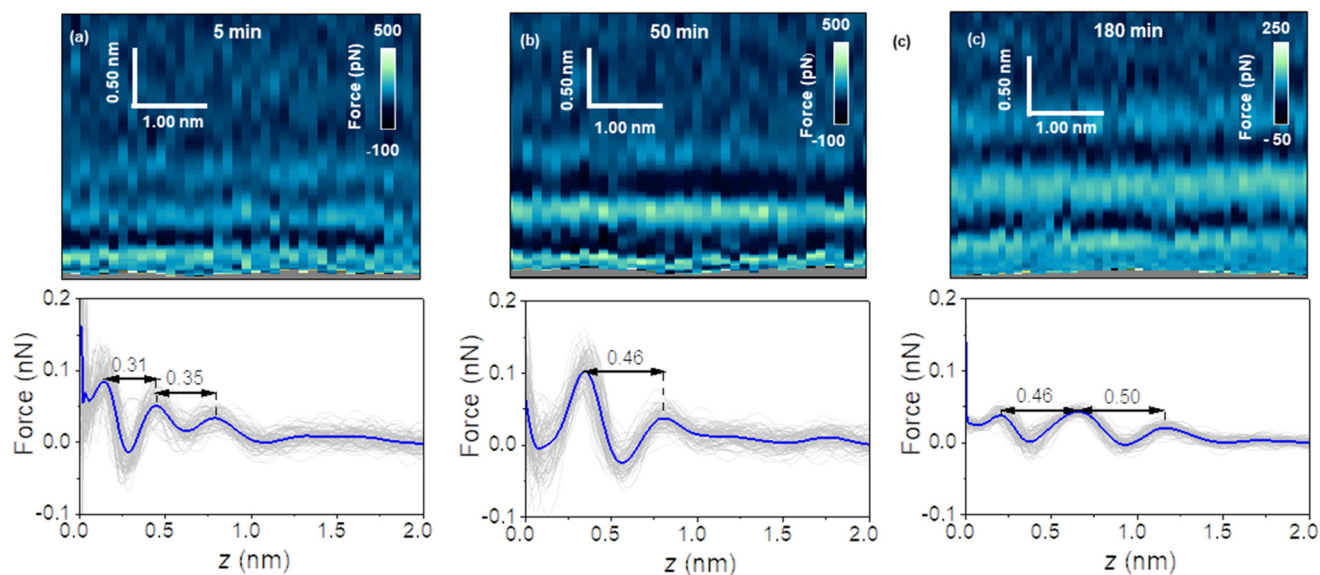 (a)
5 min
500
0.50 nm
1.00 nm
Force (pN)
-100
(b)
50 min
500
0.50 nm
1.00 nm
Force (pN)
-100
(c)
(c)
180 min
250
0.50 nm
1.00 nm
Force (pN)
- 50
0.2
0.1
0.0
-0.1
Force (nN)
0.31
0.35
0.0 0.5 1.0 1.5 2.0
z (nm)
0.2
0.1
0.0
-0.1
Force (nN)
0.46
0.0 0.5 1.0 1.5 2.0
z (nm)
0.2
0.1
0.0
-0.1
Force (nN)
0.46
0.50
0.0 0.5 1.0 1.5 2.0
z (nm)